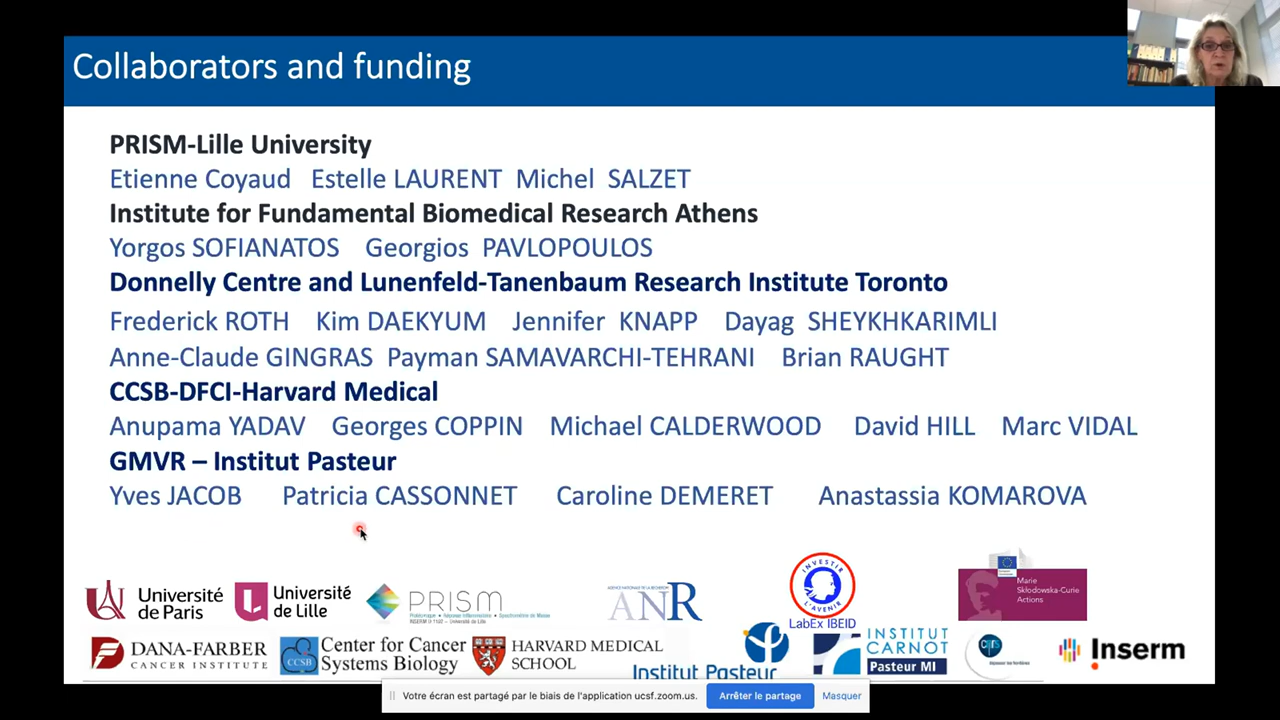 Collaborators and funding
PRISM-Lille University
Etienne Coyaud Estelle LAURENT Michel SALZET
Institute for Fundamental Biomedical Research Athens
Yorgos SOFIANATOS Georgios PAVLOPOULOS
Donnelly Centre and Lunenfeld-Tanenbaum Research Institute Toronto
Frederick ROTH Kim DAEKYUM Jennifer KNAPP Dayag SHEYKHKARIMLI
Anne-Claude GINGRAS Payman SAMAVARCHI-TEHRANI Brian RAUGHT
CCSB-DFCI-Harvard Medical
Anupama YADAV Georges COPPIN Michael CALDERWOOD David HILL Marc VIDAL
GMVR – Institut Pasteur
Yves JACOB Patricia CASSONNET Caroline DEMERET Anastassia KOMAROVA
Université
de Paris
Université
de Lille
PRISM
ANR
INVESTIR
L'AVENIR
LabEx IBEID
Marie
Skłodowska-Curie
Actions
DANA-FARBER
CANCER INSTITUTE
CCSB
Center for Cancer
Systems Biology
HARVARD MEDICAL
SCHOOL
Institut Pasteur
INSTITUT
CARNOT
Pasteur MI
Inserm
Votre écran est partagé par le biais de l'application ucsf.zoom.us.
Arrêter le partage
Masquer